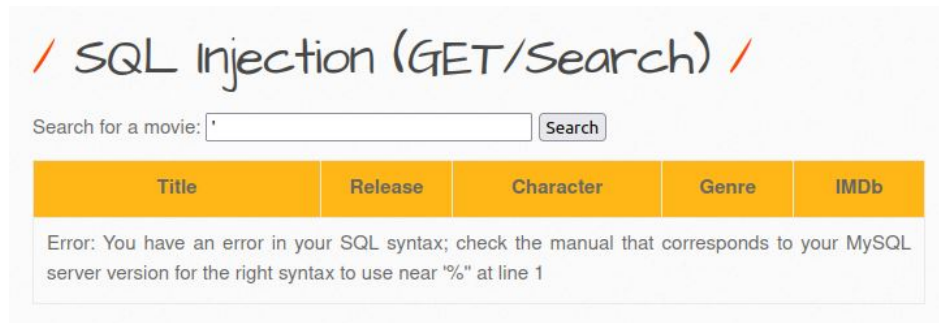 / SQL Injection (GET/Search) /
Search for a movie: ' Search
Title Release Character Genre IMDb
Error: You have an error in your SQL syntax; check the manual that corresponds to your MySQL
server version for the right syntax to use near '%'' at line 1